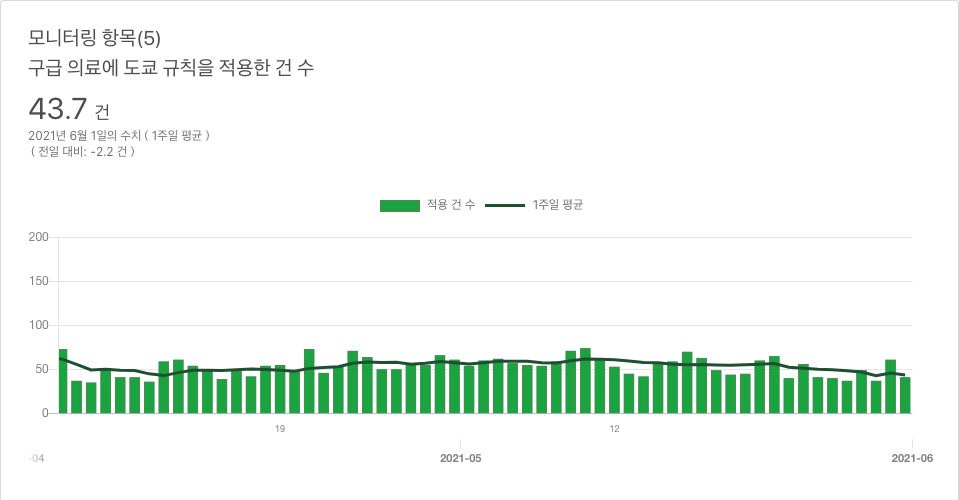 모니터링 항목(5)
구급 의료에 도쿄 규칙을 적용한 건 수
43.7 건
2021년 6월 1일의 수치 ( 1주일 평균 )
( 전일 대비: -2.2 건 )
적용 건 수 1주일 평균
200
150
100
50
0
19 12
-04 2021-05 2021-06